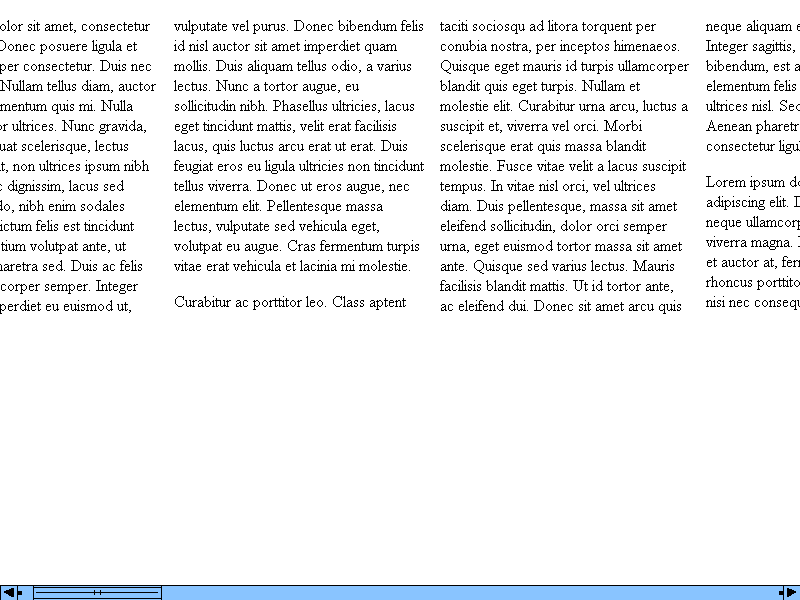 olor sit amet, consectetur
Donec posuere ligula et
per consectetur. Duis nec
Nullam tellus diam, auctor
mentum quis mi. Nulla
or ultrices. Nunc gravida,
uat scelerisque, lectus
t, non ultrices ipsum nibh
c dignissim, lacus sed
do, nibh enim sodales
ictum felis est tincidunt
tium volutpat ante, ut
haretra sed. Duis ac felis
corper semper. Integer
perdiet eu euismod ut,
vulputate vel purus. Donec bibendum felis
id nisl auctor sit amet imperdiet quam
mollis. Duis aliquam tellus odio, a varius
lectus. Nunc a tortor augue, eu
sollicitudin nibh. Phasellus ultricies, lacus
eget tincidunt mattis, velit erat facilisis
lacus, quis luctus arcu erat ut erat. Duis
feugiat eros eu ligula ultricies non tincidunt
tellus viverra. Donec ut eros augue, nec
elementum elit. Pellentesque massa
lectus, vulputate sed vehicula eget,
volutpat eu augue. Cras fermentum turpis
vitae erat vehicula et lacinia mi molestie.
Curabitur ac porttitor leo. Class aptent
taciti sociosqu ad litora torquent per
conubia nostra, per inceptos himenaeos.
Quisque eget mauris id turpis ullamcorper
blandit quis eget turpis. Nullam et
molestie elit. Curabitur urna arcu, luctus a
suscipit et, viverra vel orci. Morbi
scelerisque erat quis massa blandit
molestie. Fusce vitae velit a lacus suscipit
tempus. In vitae nisl orci, vel ultrices
diam. Duis pellentesque, massa sit amet
eleifend sollicitudin, dolor orci semper
urna, eget euismod tortor massa sit amet
ante. Quisque sed varius lectus. Mauris
facilisis blandit mattis. Ut id tortor ante,
ac eleifend dui. Donec sit amet arcu quis
neque aliquam e
Integer sagittis,
bibendum, est a
elementum felis
ultrices nisl. Sed
Aenean pharetr
consectetur ligul
Lorem ipsum do
adipiscing elit. D
neque ullamcorp
viverra magna.
et auctor at, ferm
rhoncus porttito
nisi nec consequ